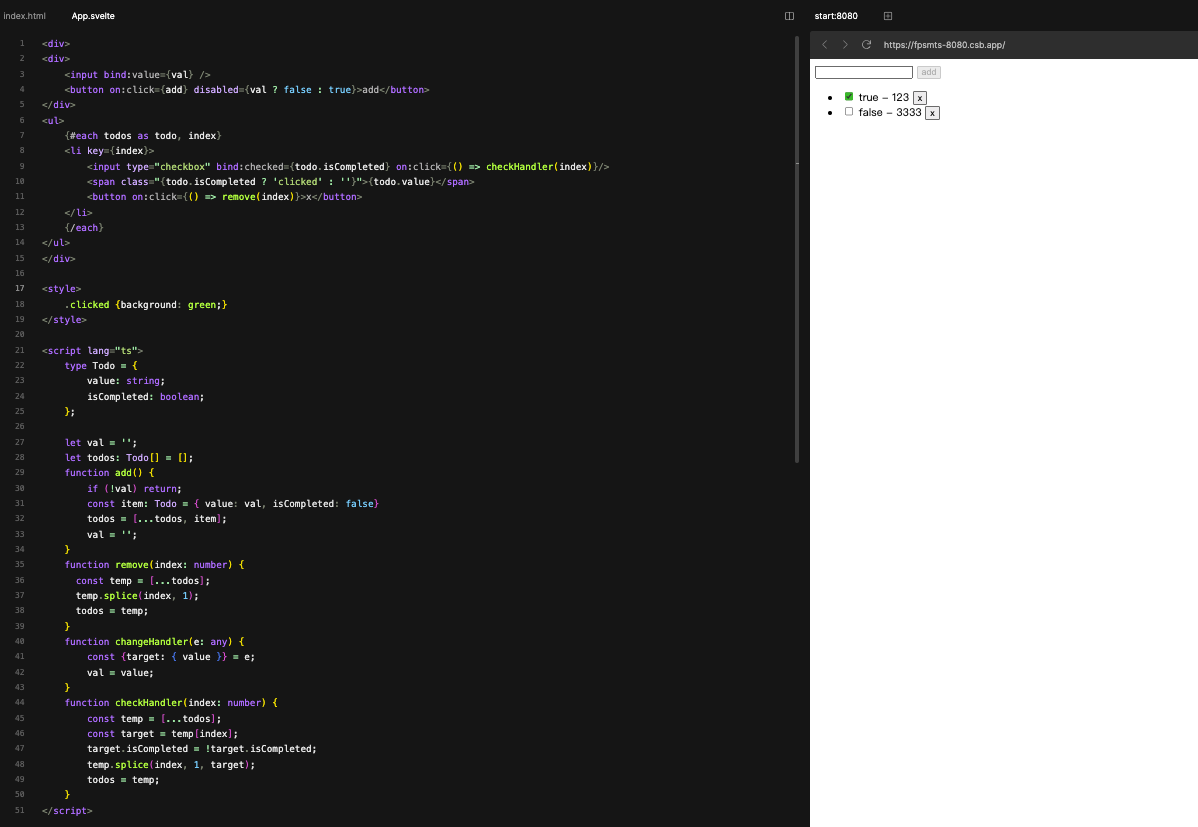 index.html App.svelte
1 <div>
2 <div>
3 <input bind:value={val} />
4 <button on:click={add} disabled={val ? false : true}>add</button>
5 </div>
6 <ul>
7 {#each todos as todo, index}
8 <li key={index}>
9 <input type="checkbox" bind:checked={todo.isCompleted} on:click={() => checkHandler(index)}/>
10 <span class="{todo.isCompleted ? 'clicked' : ''}">{todo.value}</span>
11 <button on:click={() => remove(index)}>x</button>
12 </li>
13 {/each}
14 </ul>
15 </div>
16
17 <style>
18 .clicked {background: green;}
19 </style>
20
21 <script lang="ts">
22 type Todo = {
23 value: string;
24 isCompleted: boolean;
25 };
26
27 let val = '';
28 let todos: Todo[] = [];
29 function add() {
30 if (!val) return;
31 const item: Todo = { value: val, isCompleted: false}
32 todos = [...todos, item];
33 val = '';
34 }
35 function remove(index: number) {
36 const temp = [...todos];
37 temp.splice(index, 1);
38 todos = temp;
39 }
40 function changeHandler(e: any) {
41 const {target: { value }} = e;
42 val = value;
43 }
44 function checkHandler(index: number) {
45 const temp = [...todos];
46 const target = temp[index];
47 target.isCompleted = !target.isCompleted;
48 temp.splice(index, 1, target);
49 todos = temp;
50 }
51 </script>
start:8080
https://fpsmts-8080.csb.app/
add
true – 123 x
false – 3333 x